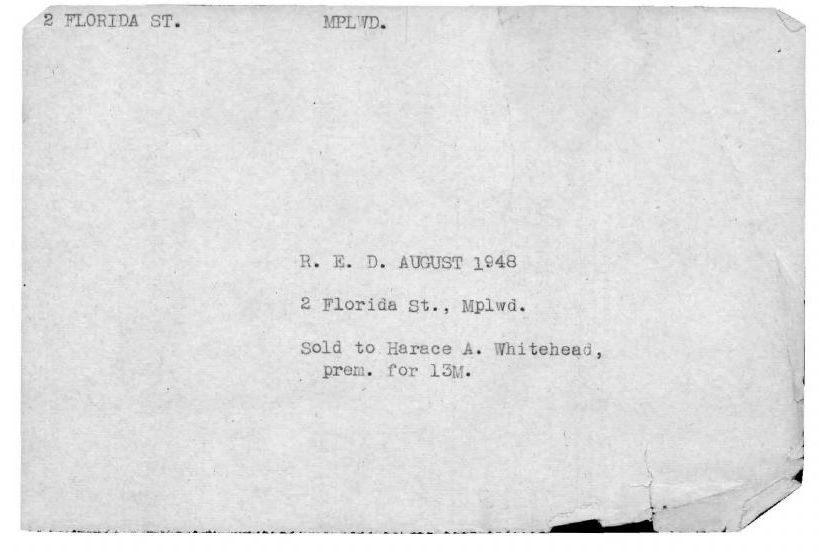 2 FLORIDA ST. MPLWD.
R. E. D. AUGUST 1948
2 Florida St., Mplwd.
Sold to Harace A. Whitehead,
prem. for 13M.